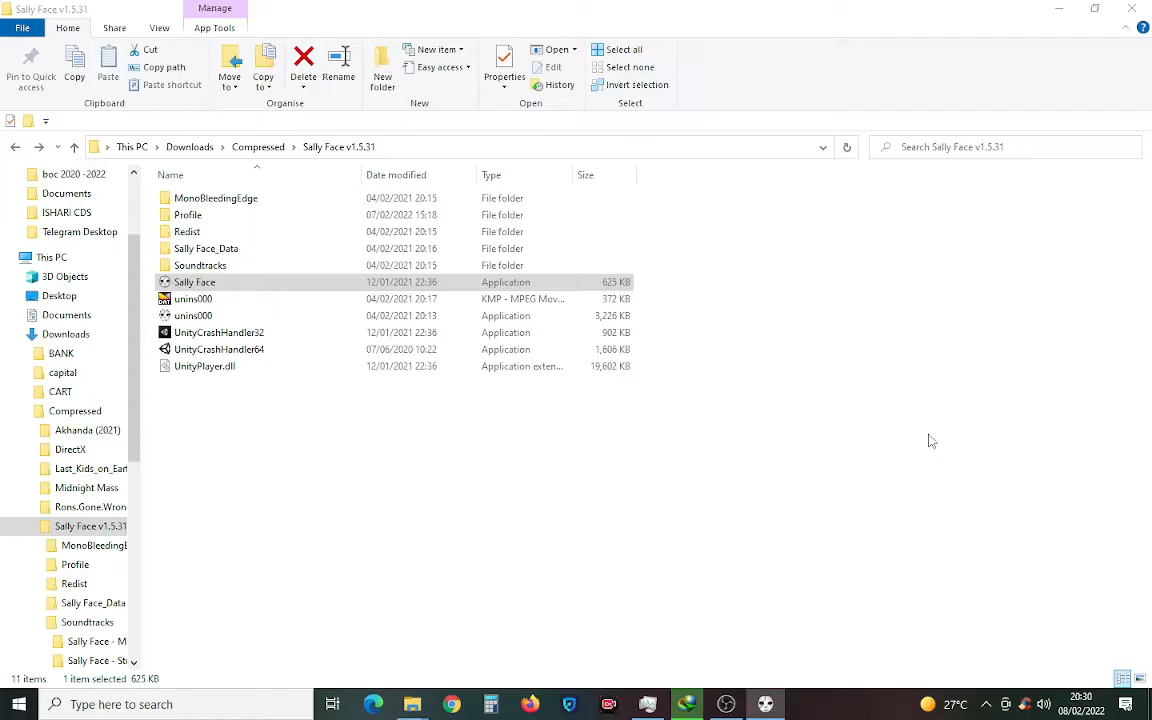 Sally Face v1.5.31
Manage
File
Home
Share
View
App Tools
Pin to Quick access
Copy
Paste
Cut
Copy path
Paste shortcut
Clipboard
Move to
Copy to
Delete
Rename
Organise
New folder
New item
Easy access
New
Properties
Open
Edit
History
Open
Select all
Select none
Invert selection
Select
This PC > Downloads > Compressed > Sally Face v1.5.31
Search Sally Face v1.5.31
Name Date modified Type Size
MonoBleedingEdge 04/02/2021 20:15 File folder
Profile 07/02/2022 15:18 File folder
Redist 04/02/2021 20:15 File folder
Sally Face_Data 04/02/2021 20:16 File folder
Soundtracks 04/02/2021 20:15 File folder
Sally Face 12/01/2021 22:36 Application 625 KB
unins000 04/02/2021 20:17 KMP - MPEG Mov... 372 KB
unins000 04/02/2021 20:13 Application 3,226 KB
UnityCrashHandler32 12/01/2021 22:36 Application 902 KB
UnityCrashHandler64 07/06/2020 10:22 Application 1,606 KB
UnityPlayer.dll 12/01/2021 22:36 Application exten... 19,602 KB
boc 2020 -2022
Documents
ISHARI CDS
Telegram Desktop
This PC
3D Objects
Desktop
Documents
Downloads
BANK
capital
CART
Compressed
Akhanda (2021)
DirectX
Last_Kids_on_Ear
Midnight Mass
Rons.Gone.Wron
Sally Face v1.5.31
MonoBleedingE
Profile
Redist
Sally Face_Data
Soundtracks
Sally Face - M
Sally Face - St
11 items 1 item selected 625 KB
Type here to search
27°C
20:30
08/02/2022